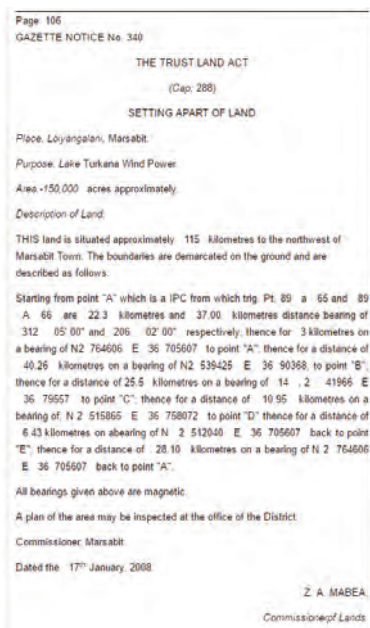 Page: 106
GAZETTE NOTICE No. 340
THE TRUST LAND ACT
(Cap; 288)
SETTING APART OF LAND
Place. Loiyangalani, Marsabit.
Purpose. Lake Turkana Wind Power
Area.-150,000 acres approximately.
Description of Land:
THIS land is situated approximately 115 kilometres to the northwest of
Marsabit Town. The boundaries are demarcated on the ground and are
described as follows:
Starting from point "A" which is a IPC from which trig. Pt. 89 a 65 and 89
A 66 are 22.3 kilometres and 37.00 kilometres distance bearing of
312 05' 00" and 206 02' 00" respectively; thence for 3 kilometres on
a bearing of N2 764606 E 36 705607 to point "A"; thence for a distance of
40.26 kilometres on a bearing of N2 539425 E 36 90368, to point "B";
thence for a distance of 25.5 kilometres on a bearing of 14 , 2 41966 E
36 79557 to point "C"; thence for a distance of 10.95 kilometres on a
bearing of, N 2 515865 E 36 758072 to point "D" thence for a distance of
6.43 kilometres on abearing of N 2 512040 E 36 705607 back to point
"E"; thence for a distance of . 28.10 kilometres on a bearing of N 2 764606
E 36 705607 back to point "A".
All bearings given above are magnetic.
A plan of the area may be inspected at the office of the District
Commissioner, Marsabit.
Dated the 17th January, 2008.
Z. A. MABEA,
Commissionerpf Lands.